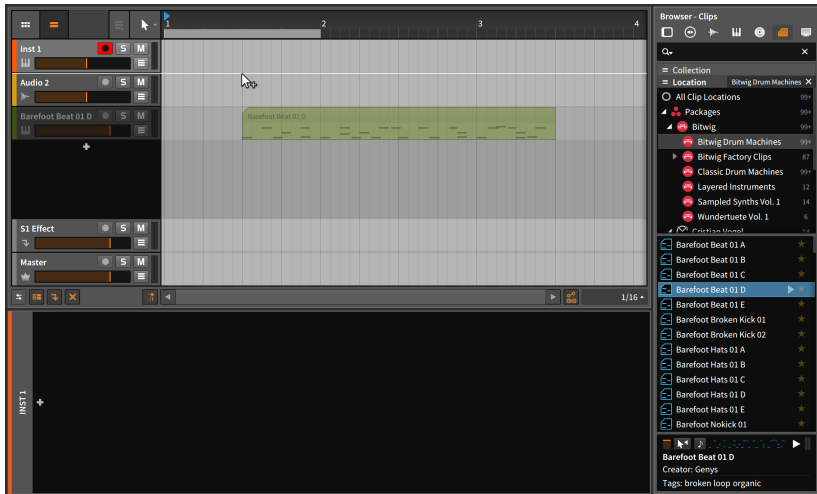 Browser - Clips
1
2
3
4
Inst 1
S M
Audio 2
S M
Barefoot Beat 01 D
S M
Barefoot Beat 01 D
S1 Effect
S M
Master
S M
1/16
INST 1
Collection
Location Bitwig Drum Machines
All Clip Locations 99+
Packages 99+
Bitwig 99+
Bitwig Drum Machines 99+
Bitwig Factory Clips 87
Classic Drum Machines 99+
Layered Instruments 12
Sampled Synths Vol. 1 14
Wundertuete Vol. 1 6
Cristian Vogel 14
Barefoot Beat 01 A
Barefoot Beat 01 B
Barefoot Beat 01 C
Barefoot Beat 01 D
Barefoot Beat 01 E
Barefoot Broken Kick 01
Barefoot Broken Kick 02
Barefoot Hats 01 A
Barefoot Hats 01 B
Barefoot Hats 01 C
Barefoot Hats 01 D
Barefoot Hats 01 E
Barefoot Nokick 01
Barefoot Beat 01 D
Creator: Genys
Tags: broken loop organic